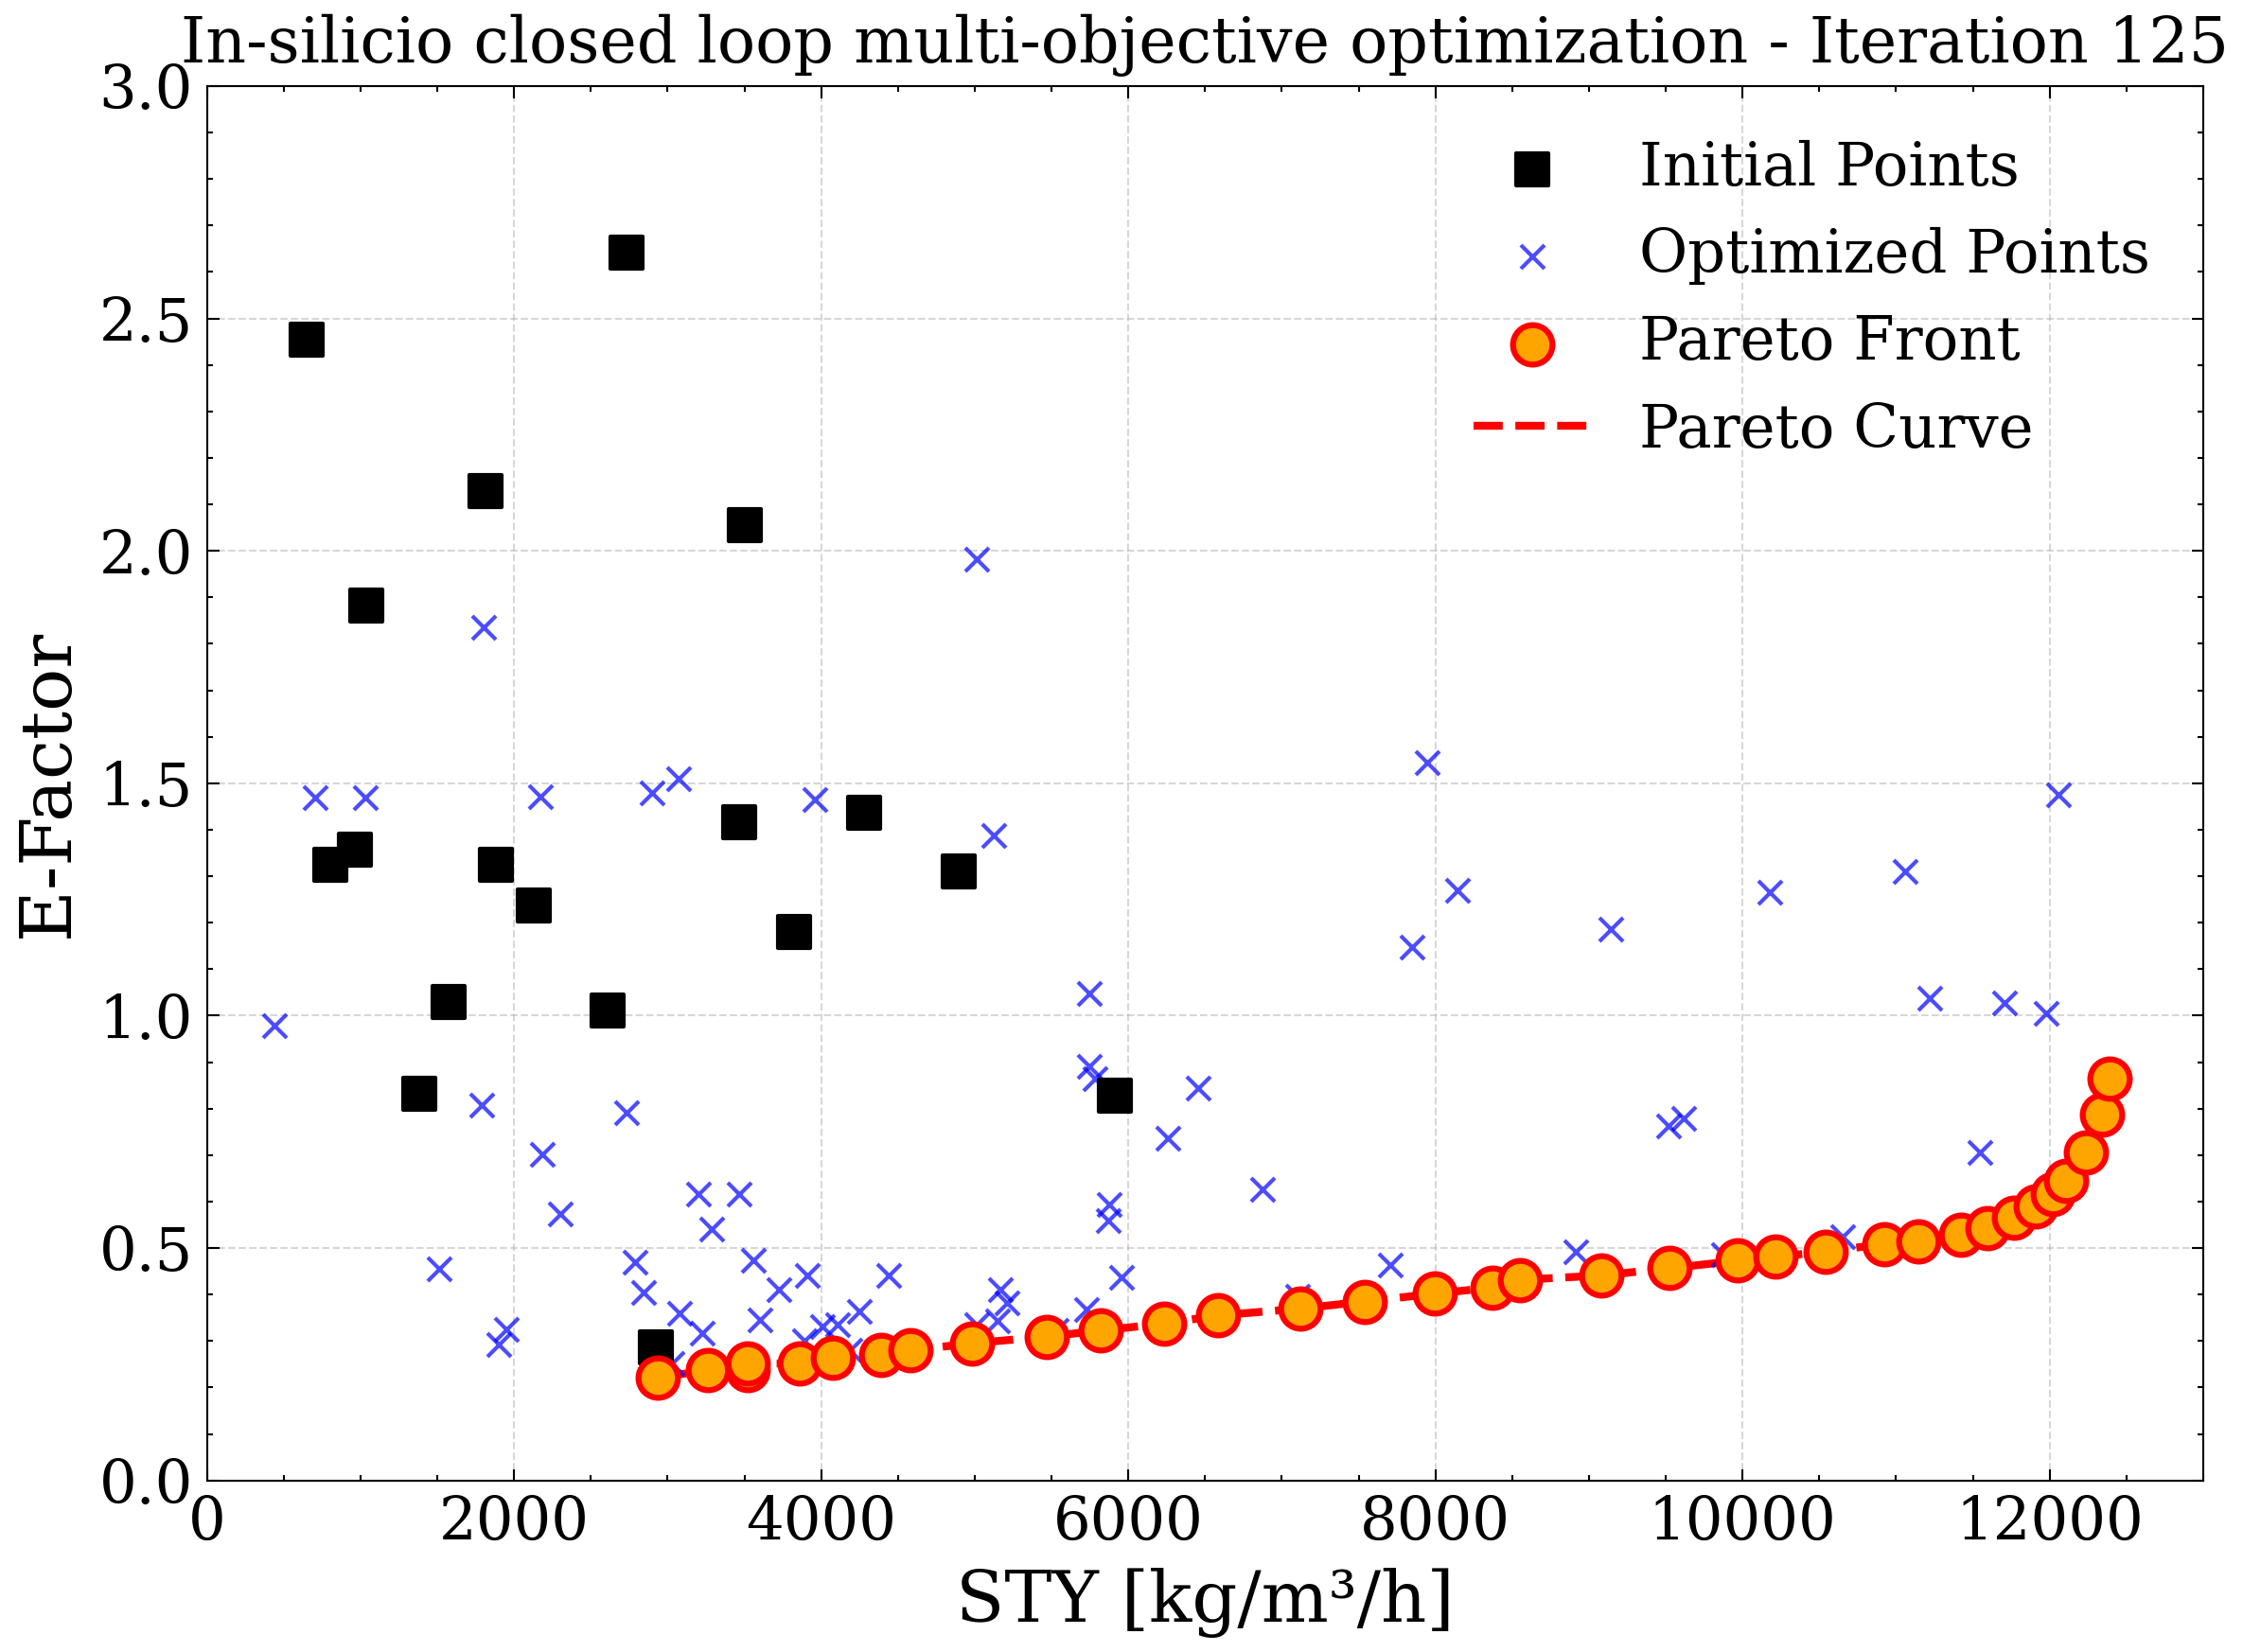 In-silicio closed loop multi-objective optimization - Iteration 125
3.0
2.5
2.0
1.5
1.0
0.5
0.0
E-Factor
Initial Points
Optimized Points
Pareto Front
Pareto Curve
0 2000 4000 6000 8000 10000 12000
STY [kg/m³/h]